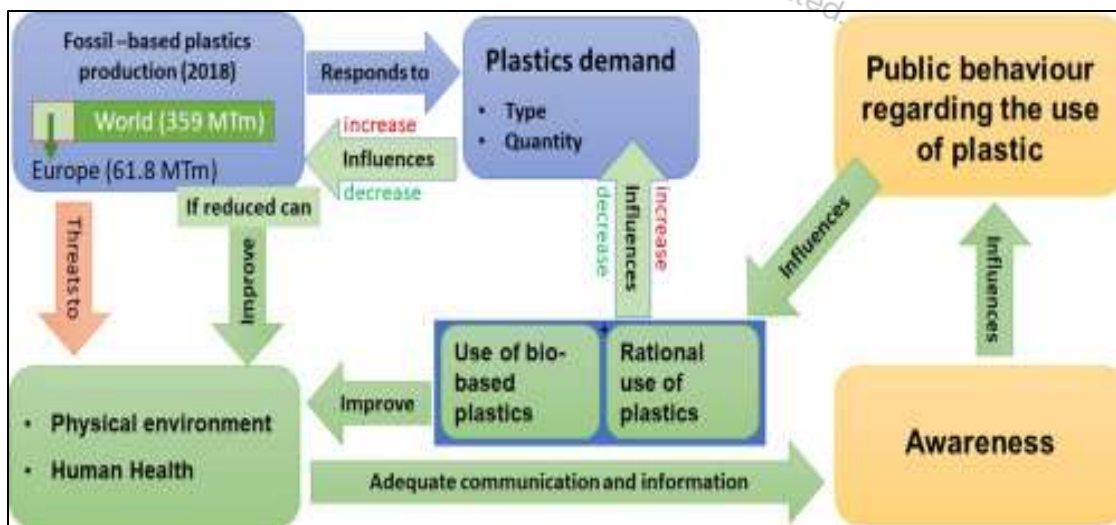 Fossil –based plastics
production (2018)
World (359 MTm)
Europe (61.8 MTm)
Responds to
Plastics demand
• Type
• Quantity
increase
Influences
decrease
Public behaviour
regarding the use
of plastic
If reduced can
Improve
Threats to
decrease
Influences
increase
Influences
Influences
Use of bio-
based
plastics
+
Rational
use of
plastics
Improve
• Physical environment
• Human Health
Adequate communication and information
Awareness